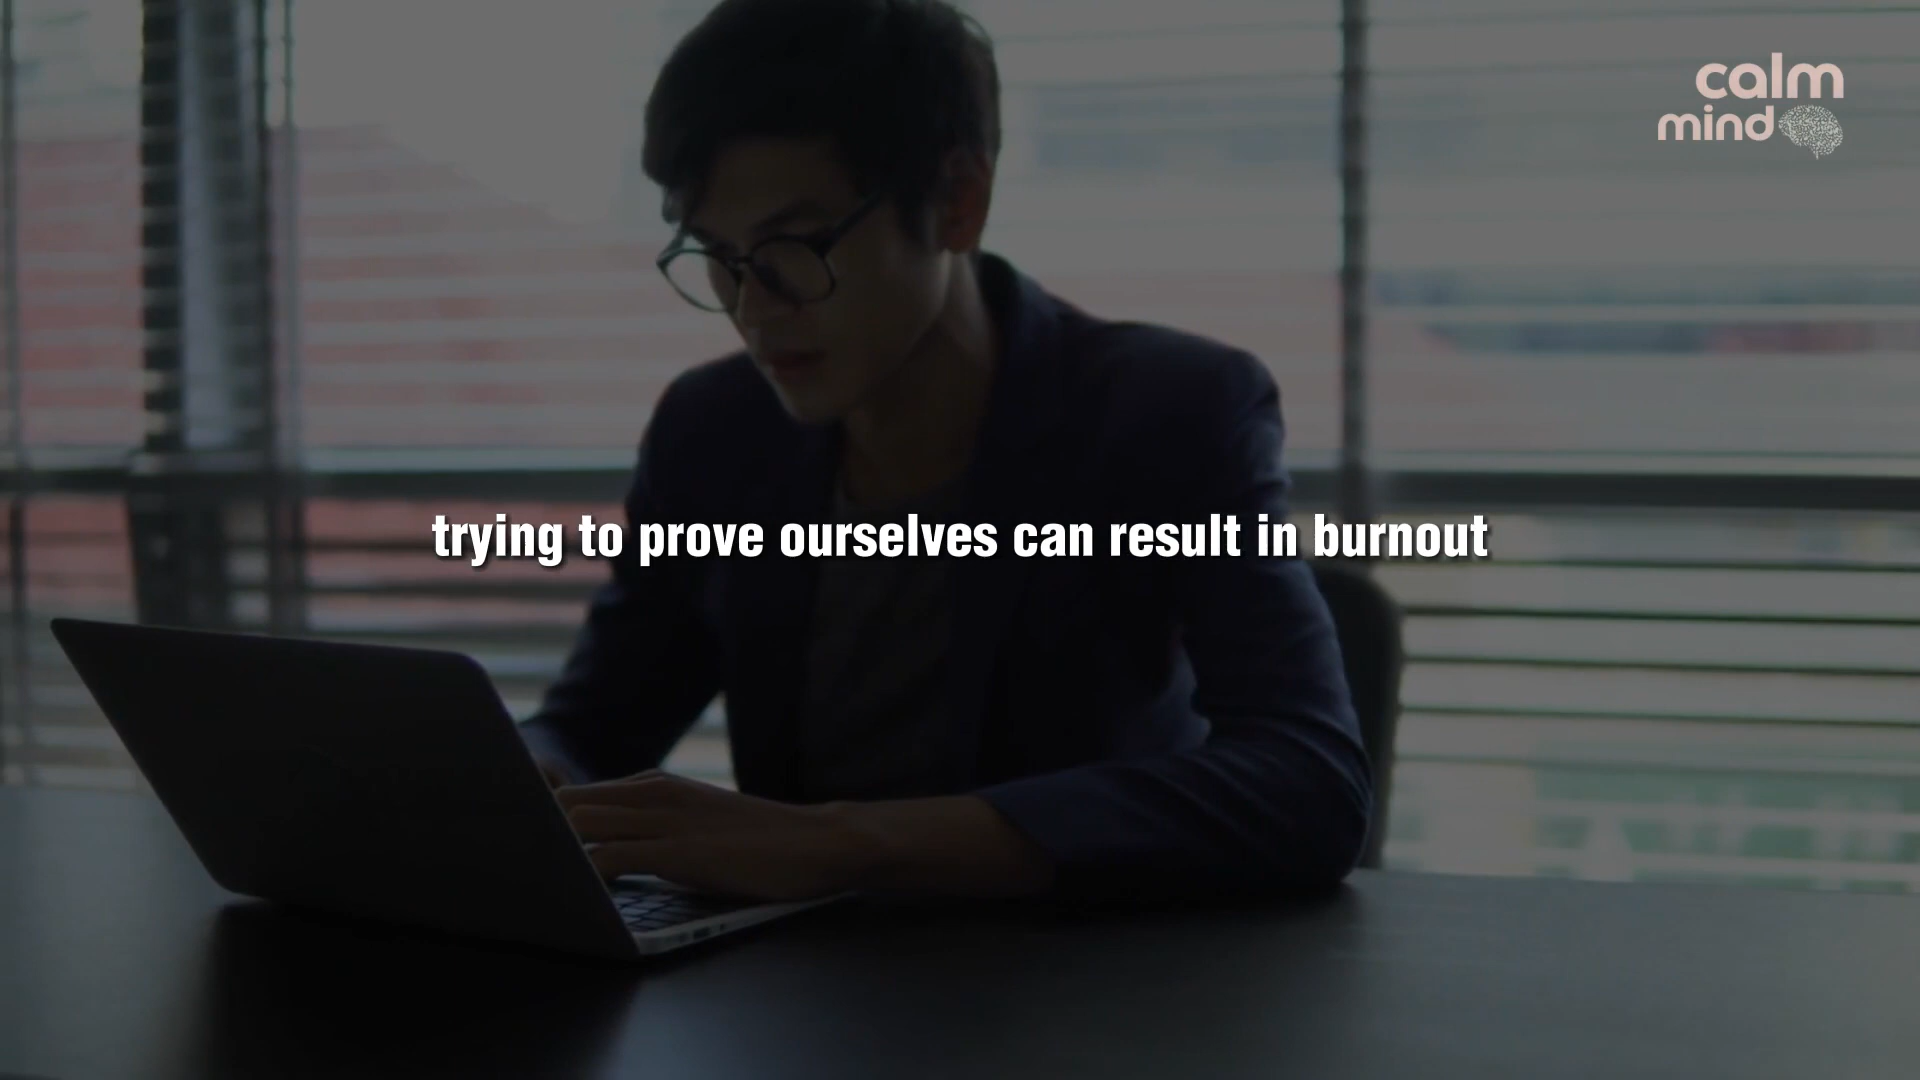 calm
mind
trying to prove ourselves can result in burnout